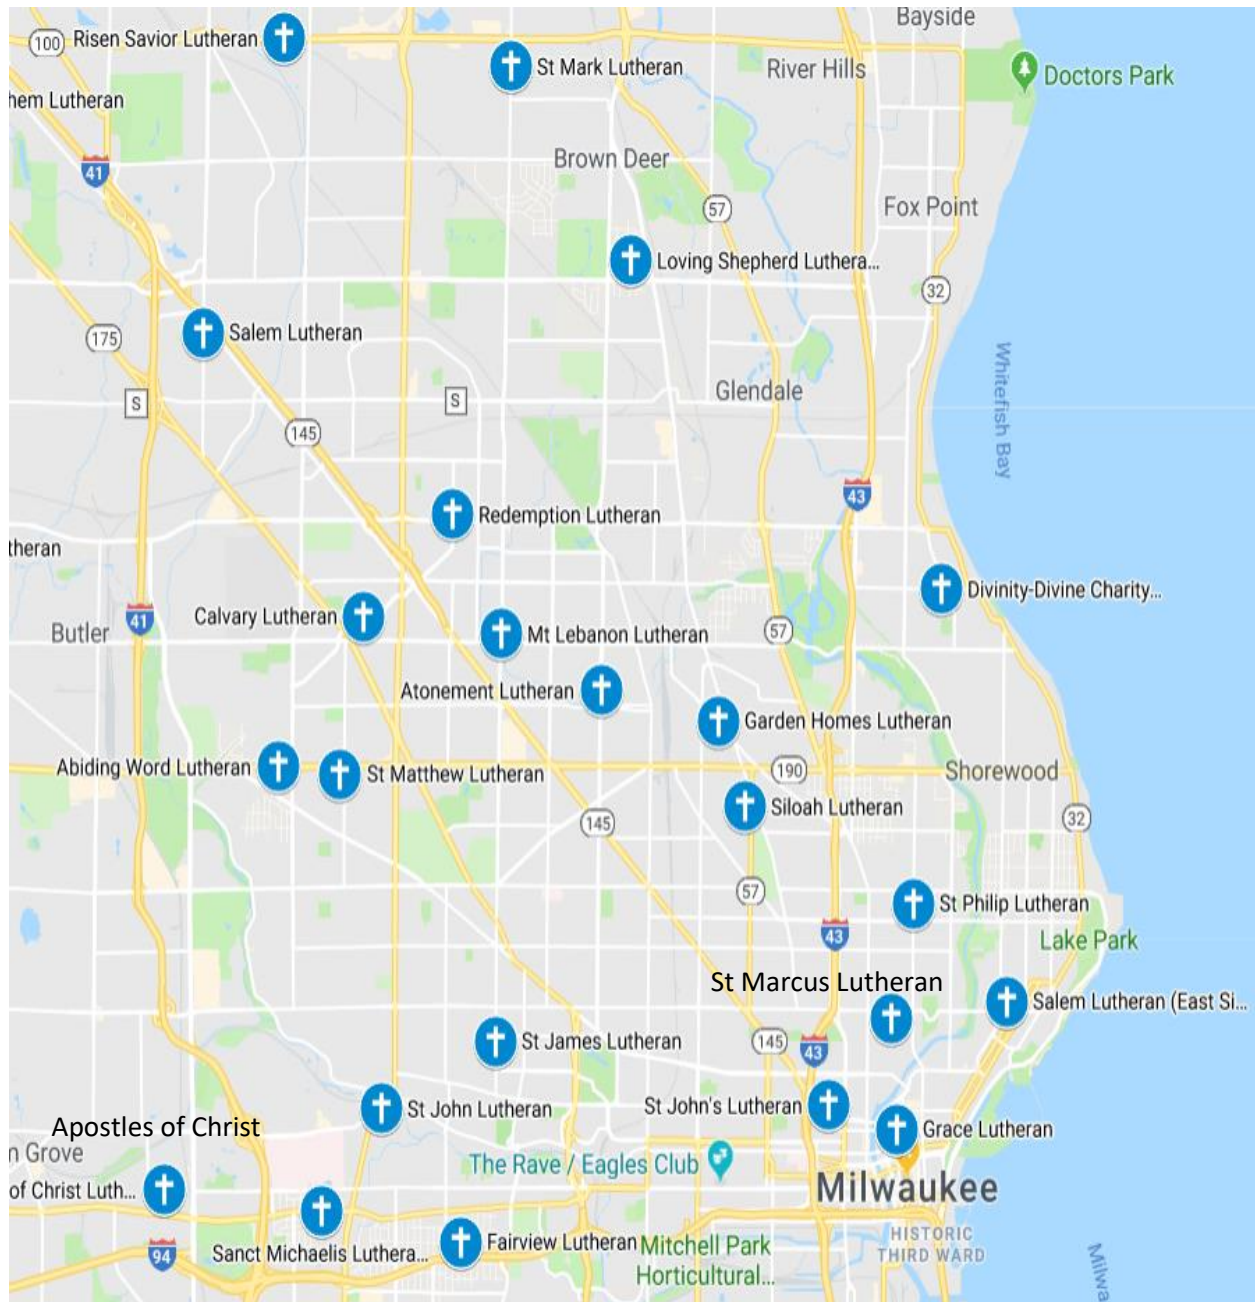 Bayside
100
Risen Savior Lutheran
St Mark Lutheran
River Hills
Doctors Park
hem Lutheran
Brown Deer
41
57
Fox Point
Loving Shepherd Luthera...
32
Salem Lutheran
175
Whitefish Bay
Glendale
S
S
145
43
Redemption Lutheran
theran
Divinity-Divine Charity...
Calvary Lutheran
41
Butler
Mt Lebanon Lutheran
57
Atonement Lutheran
Garden Homes Lutheran
Abiding Word Lutheran
St Matthew Lutheran
190
Shorewood
Siloah Lutheran
145
32
57
St Philip Lutheran
43
Lake Park
St Marcus Lutheran
Salem Lutheran (East Si...
St James Lutheran
145
43
St John Lutheran
St John's Lutheran
Apostles of Christ
Grace Lutheran
n Grove
The Rave / Eagles Club
of Christ Luth...
Milwaukee
Sanct Michaelis Luthera...
Fairview Lutheran
Mitchell Park
Horticultural...
HISTORIC
THIRD WARD
94
Milwa